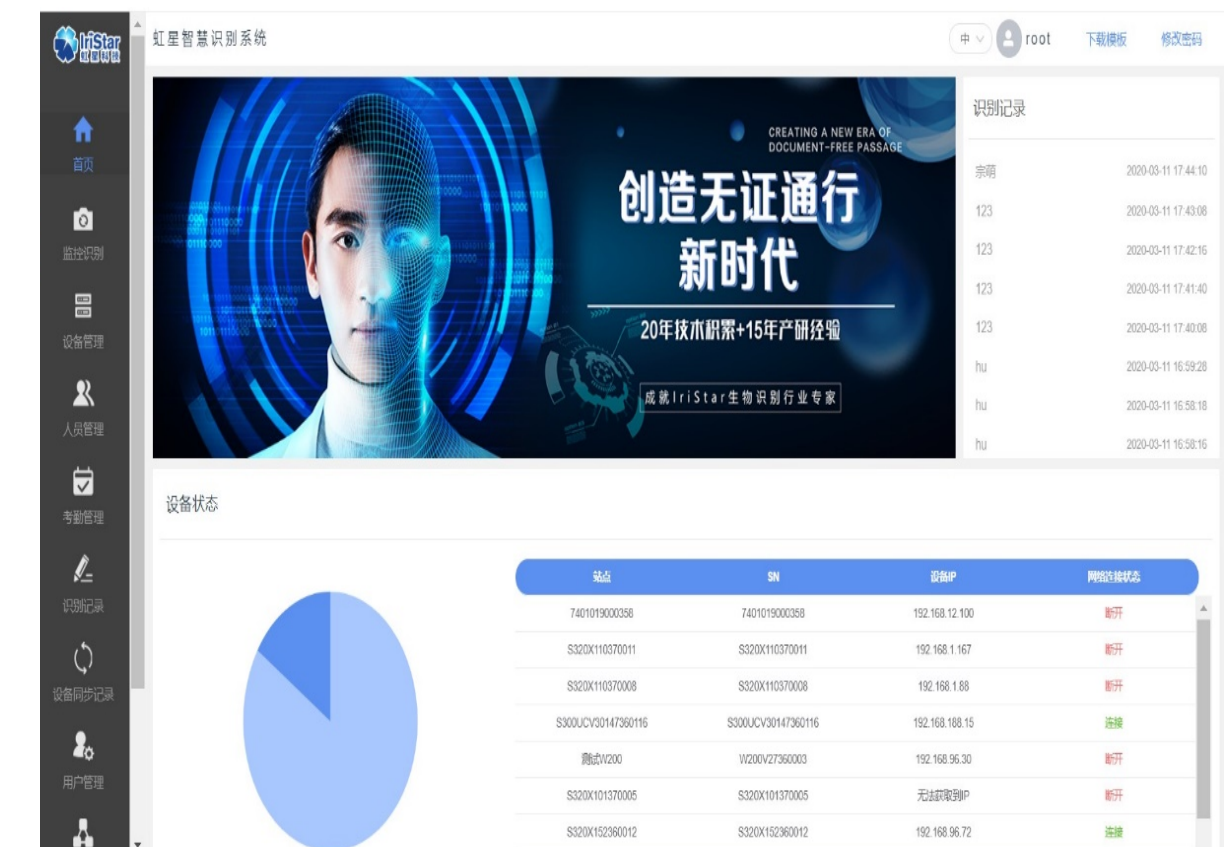 IriStar
虹星科技
虹星智慧识别系统
中
root
下载模板
修改密码
首页
监控识别
设备管理
人员管理
考勤管理
识别记录
设备同步记录
用户管理
CREATING A NEW ERA OF
DOCUMENT-FREE PASSAGE
创造无证通行
新时代
20年技术积累+15年产研经验
成就IriStar生物识别行业专家
识别记录
宗萌 2020-03-11 17:44:10
123 2020-03-11 17:43:08
123 2020-03-11 17:42:16
123 2020-03-11 17:41:40
123 2020-03-11 17:40:08
hu 2020-03-11 16:59:28
hu 2020-03-11 16:58:18
hu 2020-03-11 16:58:16
设备状态
站点 SN 设备IP 网络连接状态
7401019000358 7401019000358 192.168.12.100 断开
S320X110370011 S320X110370011 192.168.1.167 断开
S320X110370008 S320X110370008 192.168.1.88 断开
S300UCV30147360116 S300UCV30147360116 192.168.188.15 连接
测试W200 W200V27360003 192.168.96.30 断开
S320X101370005 S320X101370005 无法获取到IP 断开
S320X152360012 S320X152360012 192.168.96.72 连接